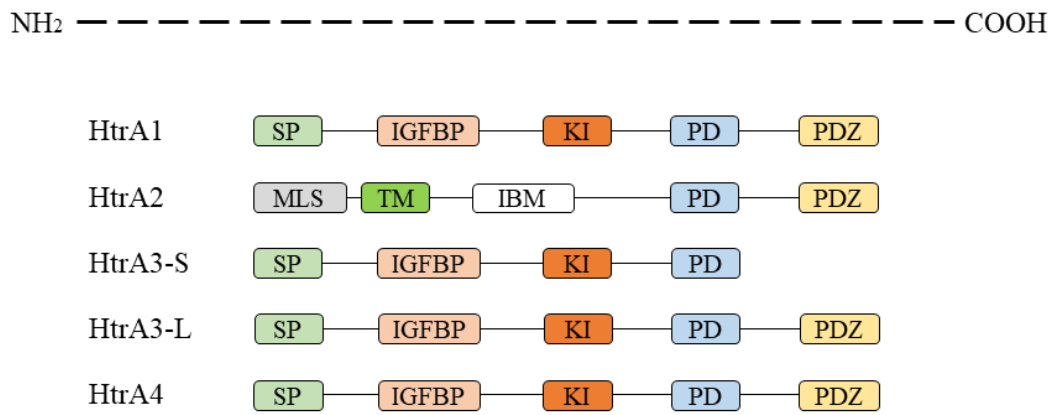 NH₂ COOH
HtrA1 SP IGFBP KI PD PDZ
HtrA2 MLS TM IBM PD PDZ
HtrA3-S SP IGFBP KI PD
HtrA3-L SP IGFBP KI PD PDZ
HtrA4 SP IGFBP KI PD PDZ